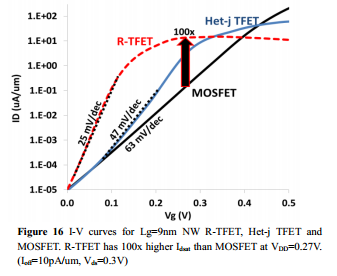 1.E+02
1.E+01
1.E+00
1.E-01
1.E-02
1.E-03
1.E-04
1.E-05
ID (uA/um)
R-TFET
100x
Het-j TFET
MOSFET
25 mV/dec
47 mV/dec
63 mV/dec
0.0 0.1 0.2 0.3 0.4 0.5
Vg (V)
Figure 16 I-V curves for Lg=9nm NW R-TFET, Het-j TFET and
MOSFET. R-TFET has 100x higher Idsat than MOSFET at VDD=0.27V.
(Ioff=10pA/um, Vds=0.3V)